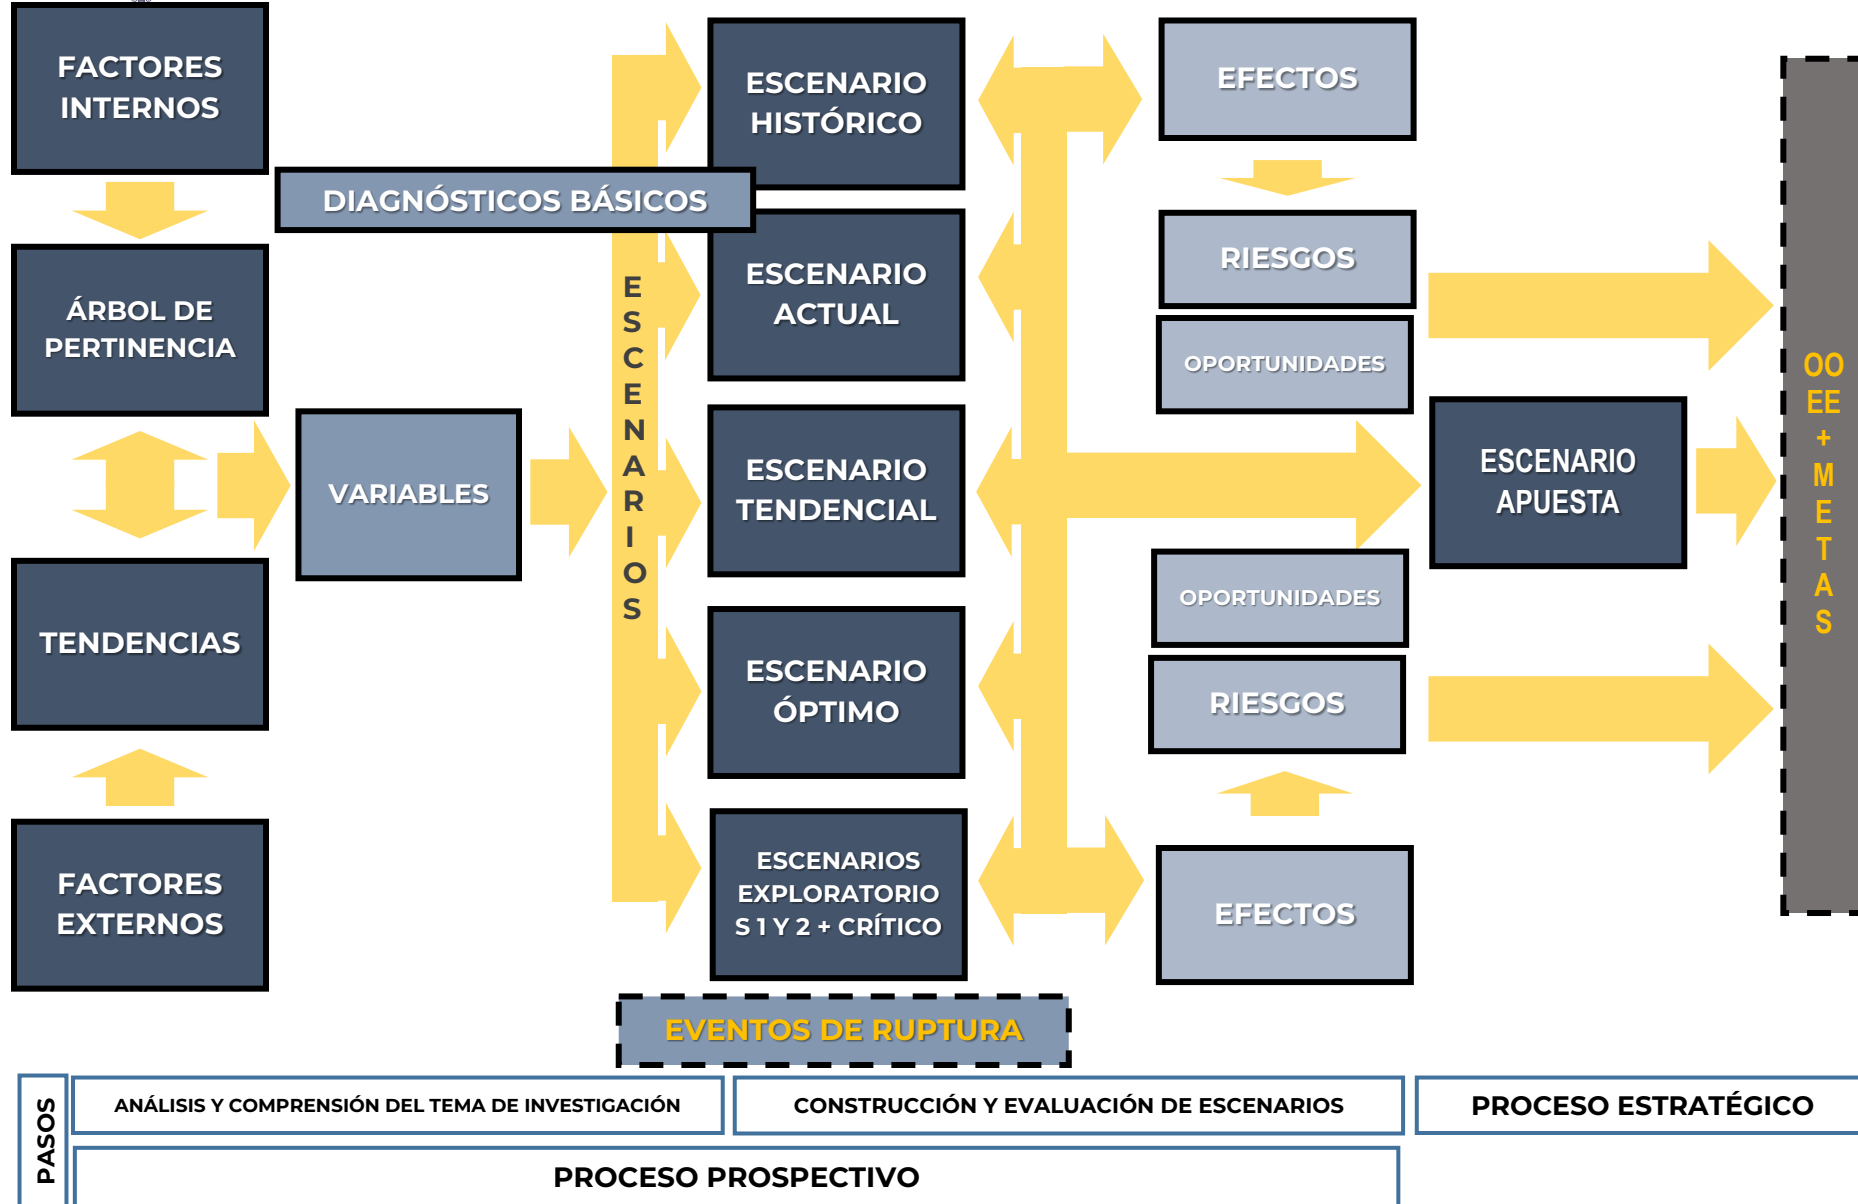 FACTORES
INTERNOS
ÁRBOL DE
PERTINENCIA
TENDENCIAS
FACTORES
EXTERNOS
DIAGNÓSTICOS BÁSICOS
VARIABLES
E
S
C
E
N
A
R
I
O
S
ESCENARIO
HISTÓRICO
ESCENARIO
ACTUAL
ESCENARIO
TENDENCIAL
ESCENARIO
ÓPTIMO
ESCENARIOS
EXPLORATORIO
S 1 Y 2 + CRÍTICO
EVENTOS DE RUPTURA
EFECTOS
RIESGOS
OPORTUNIDADES
ESCENARIO
APUESTA
OPORTUNIDADES
RIESGOS
EFECTOS
OO
EE
+
M
E
T
A
S
PASOS
ANÁLISIS Y COMPRENSIÓN DEL TEMA DE INVESTIGACIÓN
CONSTRUCCIÓN Y EVALUACIÓN DE ESCENARIOS
PROCESO ESTRATÉGICO
PROCESO PROSPECTIVO